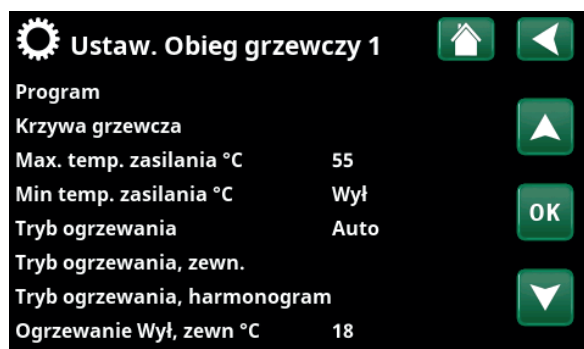 Ustaw. Obieg grzewczy 1
Program
Krzywa grzewcza
Max. temp. zasilania °C 55
Min temp. zasilania °C Wył
Tryb ogrzewania Auto
OK
Tryb ogrzewania, zewn.
Tryb ogrzewania, harmonogram
Ogrzewanie Wył, zewn °C 18